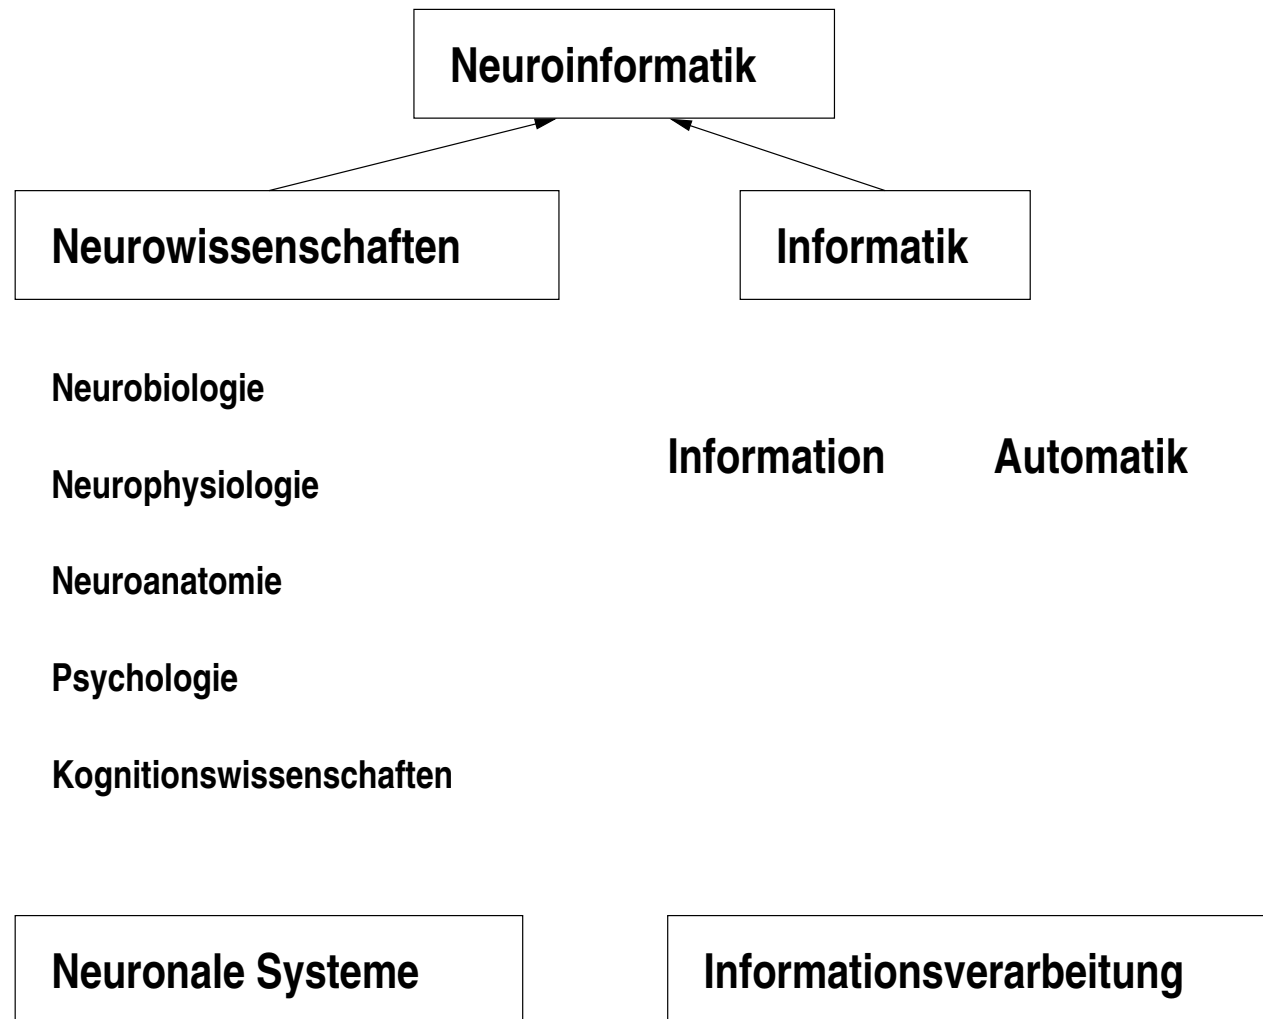 Neuroinformatik
Neurowissenschaften
Informatik
Neurobiologie
Neurophysiologie
Neuroanatomie
Psychologie
Kognitionswissenschaften
Information Automatik
Neuronale Systeme
Informationsverarbeitung